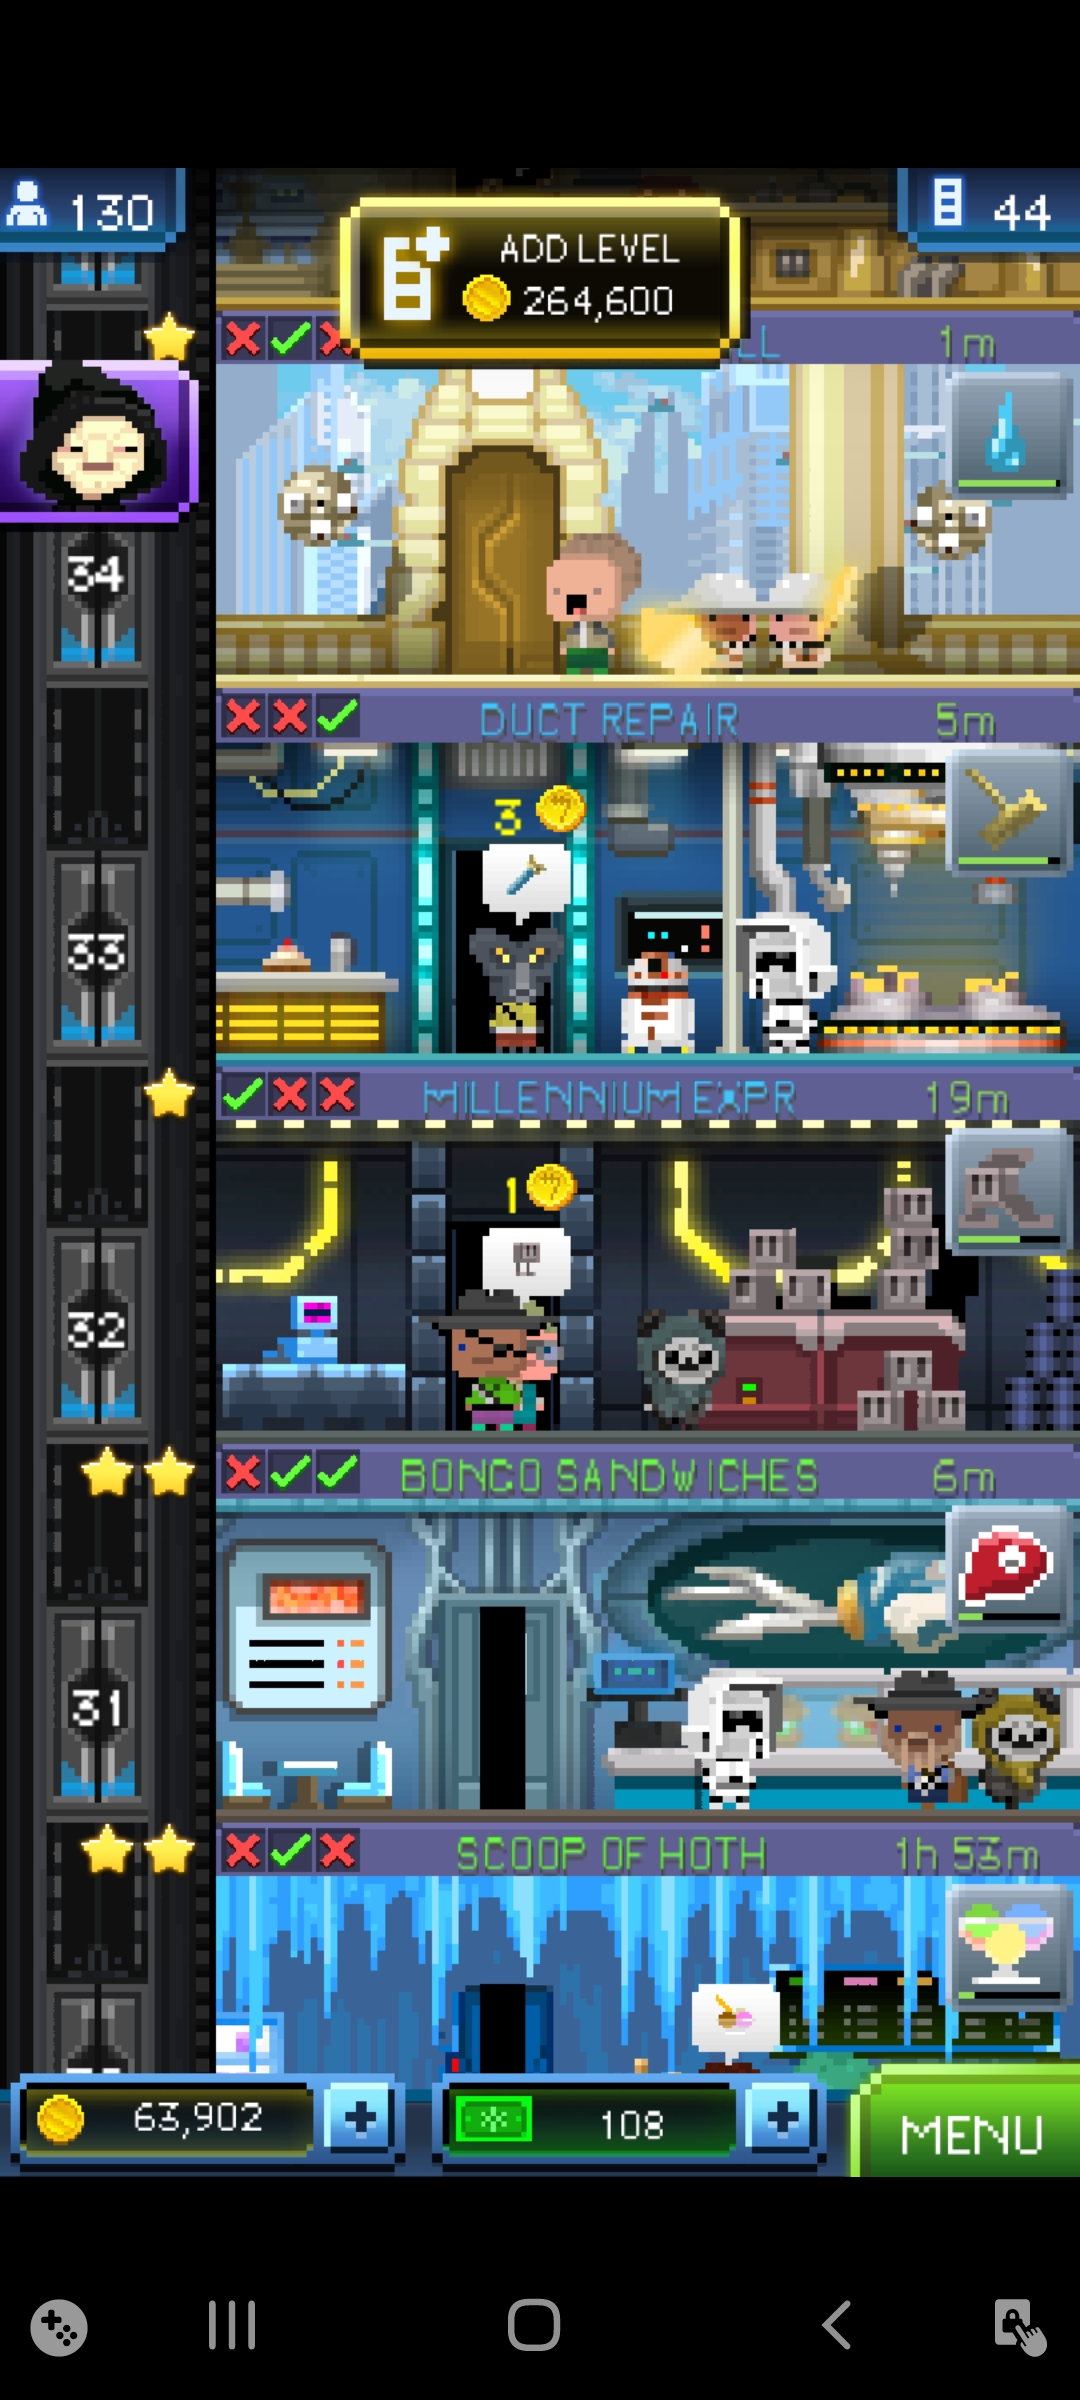 130
ADD LEVEL
264,600
44
LL
1m
34
DUCT REPAIR
5m
3
33
MILLENNIUM EXPR
19m
1
32
BONGO SANDWICHES
6m
31
SCOOP OF HOTH
1h 53m
63,902
108
MENU